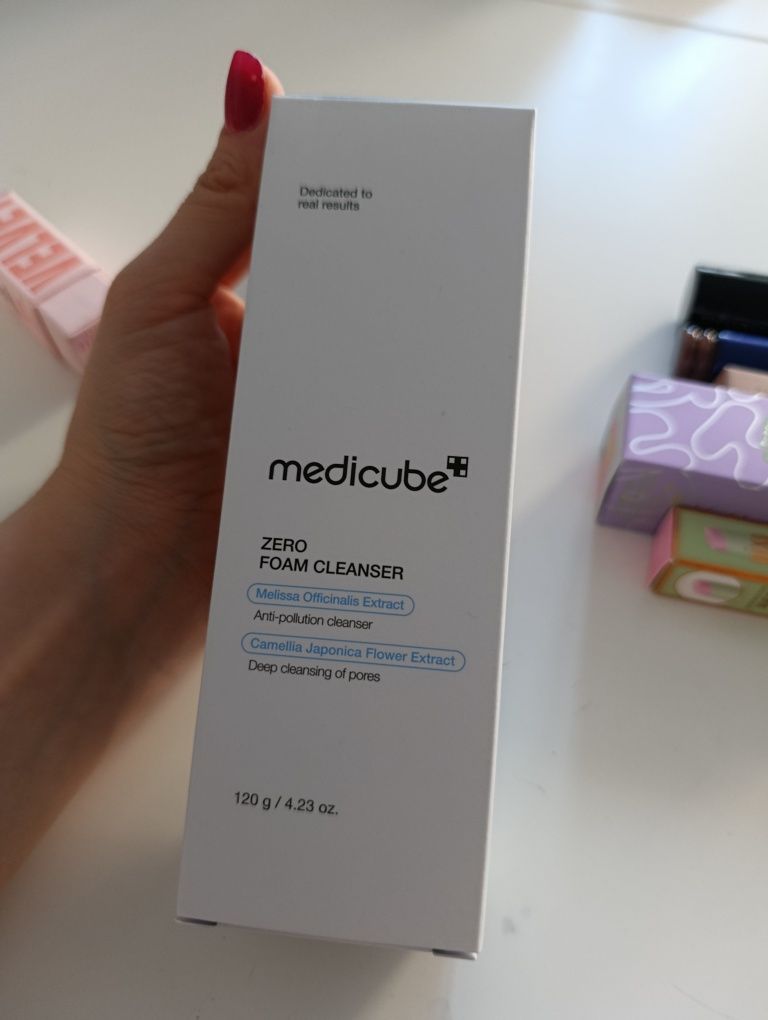 Dedicated to
real results
medicube
ZERO
FOAM CLEANSER
Melissa Officinalis Extract
Anti-pollution cleanser
Camellia Japonica Flower Extract
Deep cleansing of pores
120 g / 4.23 oz.